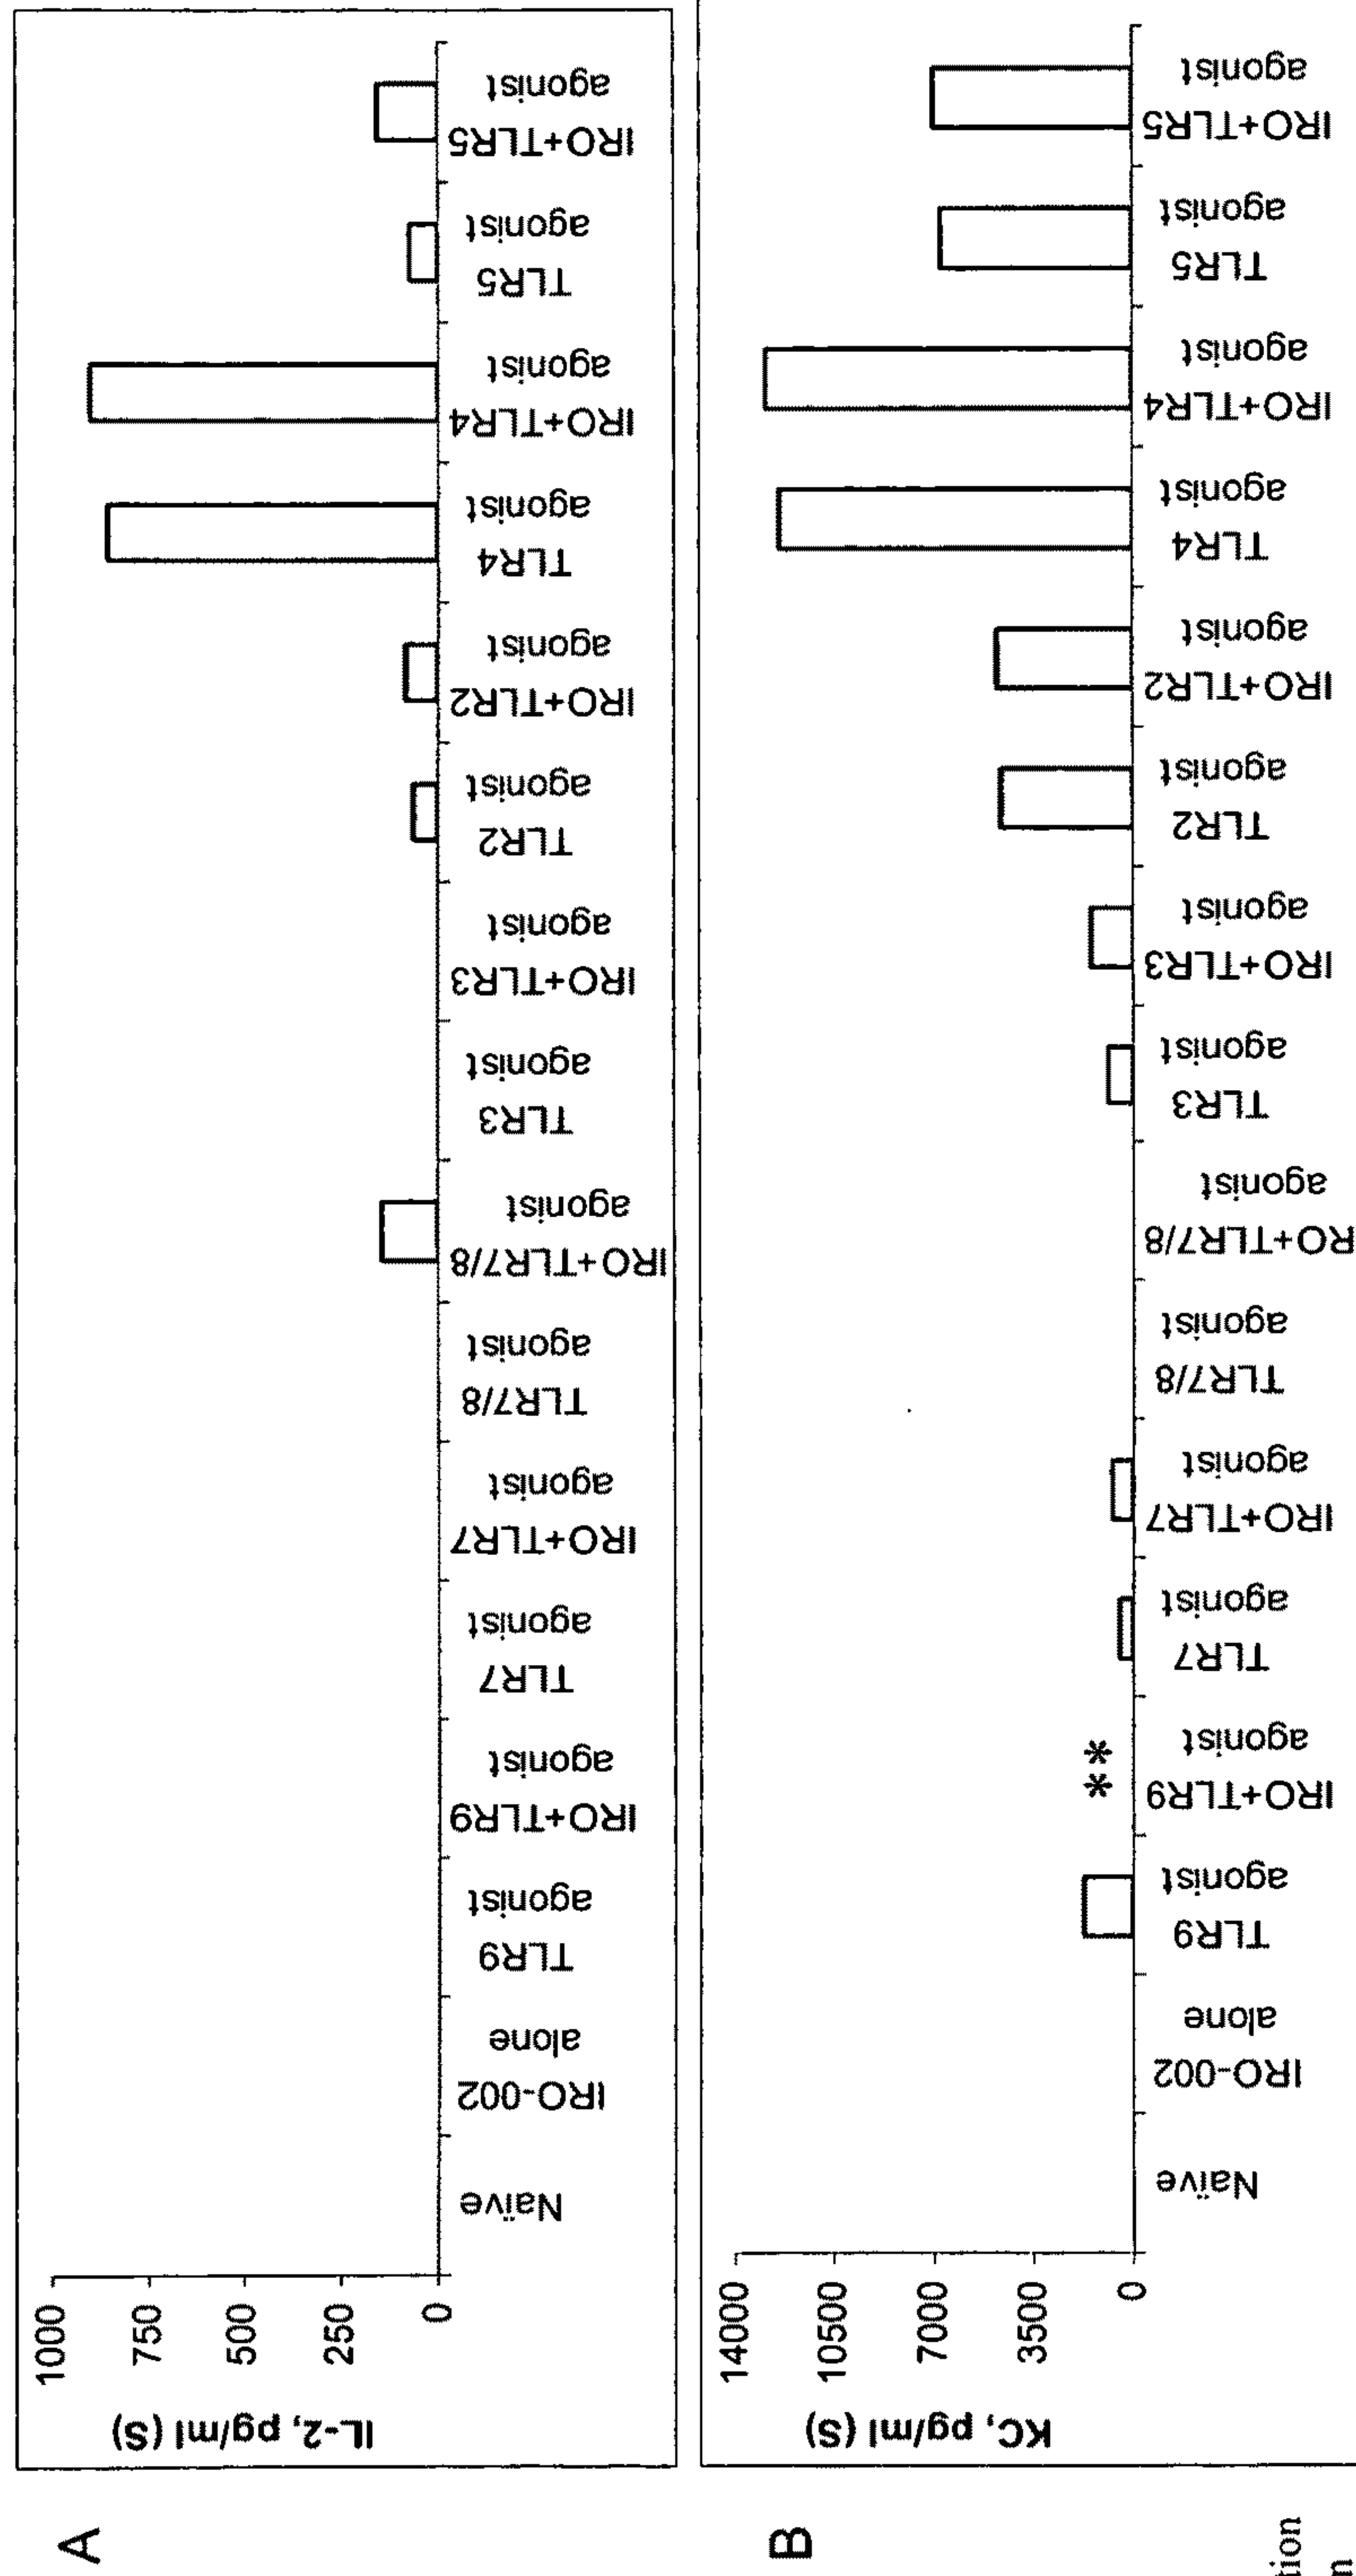 A
IL-2, pg/ml (S)
1000
750
500
250
0
Naïve
IRO-002
alone
TLR9
agonist
IRO+TLR9
agonist
TLR7
agonist
IRO+TLR7
agonist
TLR7/8
agonist
IRO+TLR7/8
agonist
TLR3
agonist
IRO+TLR3
agonist
TLR2
agonist
IRO+TLR2
agonist
TLR4
agonist
IRO+TLR4
agonist
TLR5
agonist
IRO+TLR5
agonist
B
KC, pg/ml (S)
14000
10500
7000
3500
0
**
Naïve
IRO-002
alone
TLR9
agonist
IRO+TLR9
agonist
TLR7
agonist
IRO+TLR7
agonist
TLR7/8
agonist
RO+TLR7/8
agonist
TLR3
agonist
IRO+TLR3
agonist
TLR2
agonist
IRO+TLR2
agonist
TLR4
agonist
IRO+TLR4
agonist
TLR5
agonist
IRO+TLR5
agonist
tion
n